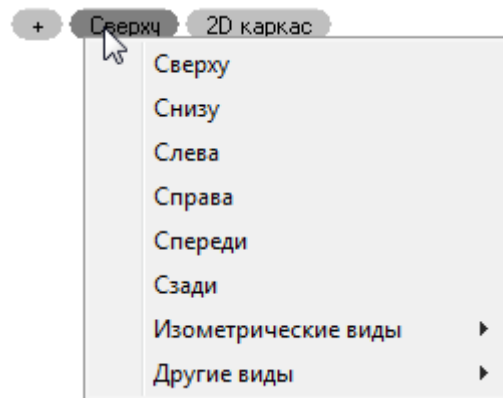 + Сверху 2D каркас
Сверху
Снизу
Слева
Справа
Спереди
Сзади
Изометрические виды
Другие виды